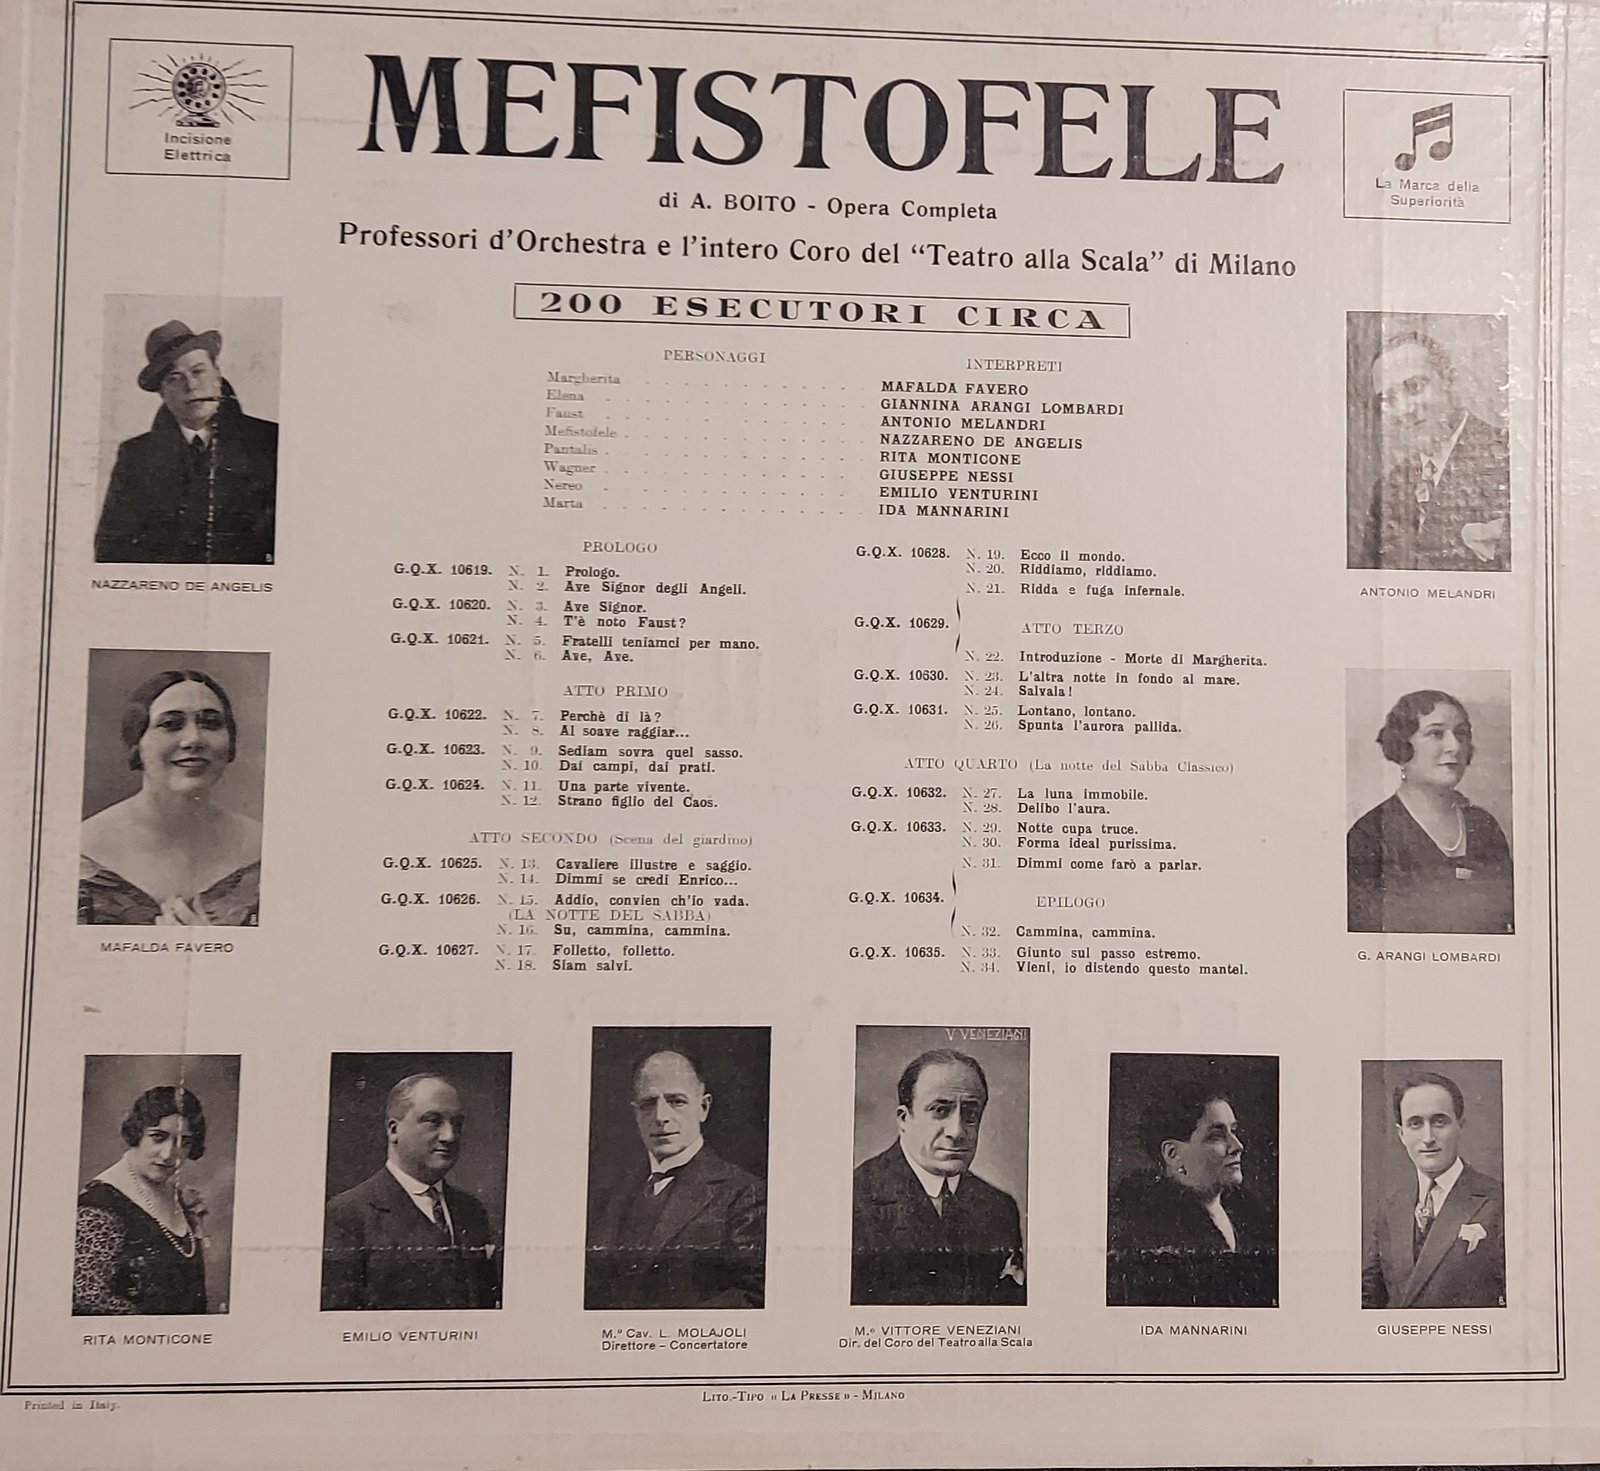 Incisione
Elettrica
MEFISTOFELE
La Marca della
Superiorità
di A. BOITO - Opera Completa
Professori d'Orchestra e l'intero Coro del "Teatro alla Scala" di Milano
200 ESECUTORI CIRCA
PERSONAGGI INTERPRETI
Margherita . . . . . . . . . . . . MAFALDA FAVERO
Elena . . . . . . . . . . . . . GIANNINA ARANGI LOMBARDI
Faust . . . . . . . . . . . . . ANTONIO MELANDRI
Mefistofele . . . . . . . . . . . . NAZZARENO DE ANGELIS
Pantalis . . . . . . . . . . . . . RITA MONTICONE
Wagner . . . . . . . . . . . . . GIUSEPPE NESSI
Nereo . . . . . . . . . . . . . EMILIO VENTURINI
Marta . . . . . . . . . . . . . IDA MANNARINI
PROLOGO
G.Q.X. 10619. N. 1. Prologo.
N. 2. Ave Signor degli Angeli.
G.Q.X. 10620. N. 3. Ave Signor.
N. 4. T'è noto Faust?
G.Q.X. 10621. N. 5. Fratelli teniamci per mano.
N. 6. Ave, Ave.
ATTO PRIMO
G.Q.X. 10622. N. 7. Perchè di là?
N. 8. Al soave raggiar...
G.Q.X. 10623. N. 9. Sediam sovra quel sasso.
N. 10. Dai campi, dai prati.
G.Q.X. 10624. N. 11. Una parte vivente.
N. 12. Strano figlio del Caos.
ATTO SECONDO (Scena del giardino)
G.Q.X. 10625. N. 13. Cavaliere illustre e saggio.
N. 14. Dimmi se credi Enrico...
G.Q.X. 10626. N. 15. Addio, convien ch'io vada.
(LA NOTTE DEL SABBA)
N. 16. Su, cammina, cammina.
G.Q.X. 10627. N. 17. Folletto, folletto.
N. 18. Siam salvi.
G.Q.X. 10628. N. 19. Ecco il mondo.
N. 20. Riddiamo, riddiamo.
N. 21. Ridda e fuga infernale.
G.Q.X. 10629.
ATTO TERZO
N. 22. Introduzione - Morte di Margherita.
G.Q.X. 10630. N. 23. L'altra notte in fondo al mare.
N. 24. Salvala!
G.Q.X. 10631. N. 25. Lontano, lontano.
N. 26. Spunta l'aurora pallida.
ATTO QUARTO (La notte del Sabba Classico)
G.Q.X. 10632. N. 27. La luna immobile.
N. 28. Delibo l'aura.
G.Q.X. 10633. N. 29. Notte cupa truce.
N. 30. Forma ideal purissima.
N. 31. Dimmi come farò a parlar.
G.Q.X. 10634.
EPILOGO
N. 32. Cammina, cammina.
G.Q.X. 10635. N. 33. Giunto sul passo estremo.
N. 34. Vieni, io distendo questo mantel.
NAZZARENO DE ANGELIS
ANTONIO MELANDRI
MAFALDA FAVERO
G. ARANGI LOMBARDI
V VENEZIANI
RITA MONTICONE
EMILIO VENTURINI
M.º Cav. L. MOLAJOLI
Direttore - Concertatore
M.º VITTORE VENEZIANI
Dir. del Coro del Teatro alla Scala
IDA MANNARINI
GIUSEPPE NESSI
Printed in Italy.
LITO.-TIPO « LA PRESSE » - MILANO